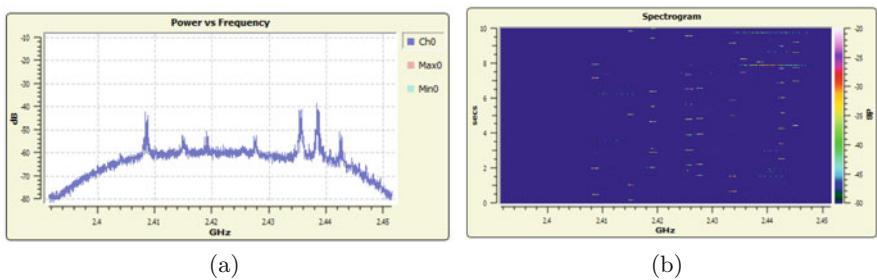 Power vs Frequency
-10
-20
-30
-40
-50
-60
-70
-80
dB
2.4
2.41
2.42
2.43
2.44
2.45
GHz
Ch0
Max0
Min0
(a)
Spectrogram
10
8
6
4
2
0
secs
2.4
2.41
2.42
2.43
2.44
2.45
GHz
-20
-25
-30
-35
-40
-45
-50
dB
(b)